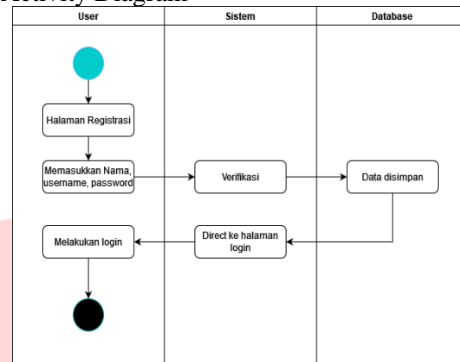 Activity Diagram
User
Sistem
Database
Halaman Registrasi
Memasukkan Nama,
username, password
Verifikasi
Data disimpan
Melakukan login
Direct ke halaman
login